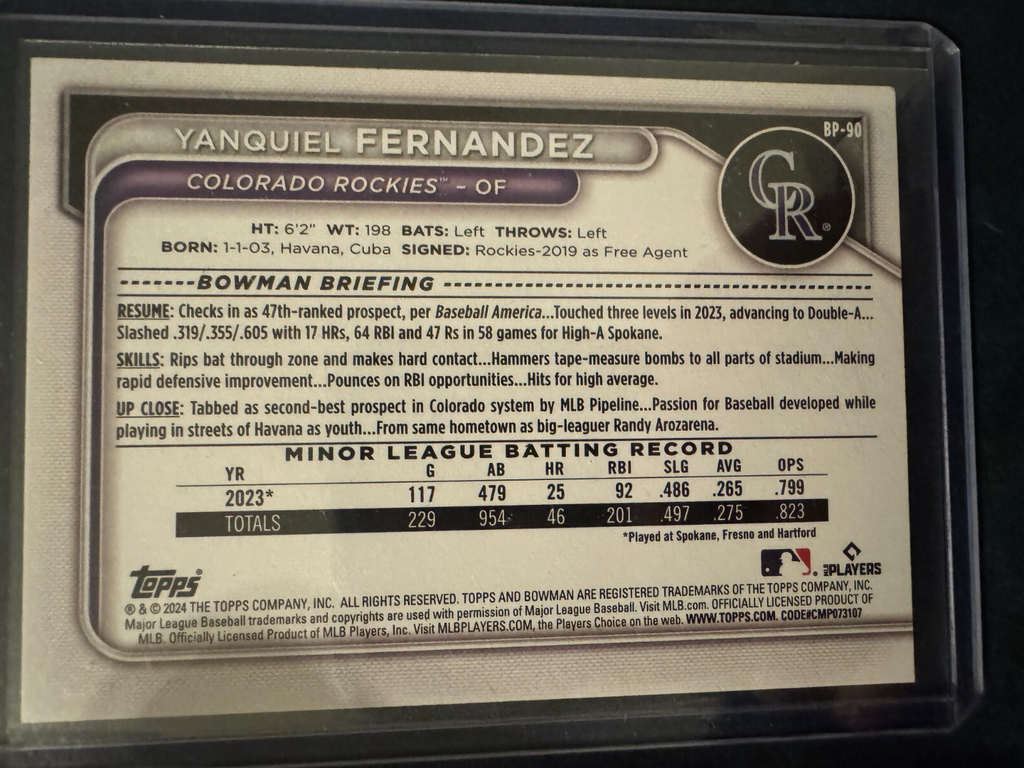 BP-90
YANQUIEL FERNANDEZ
COLORADO ROCKIES™ - OF
CR®
HT: 6'2" WT: 198 BATS: Left THROWS: Left
BORN: 1-1-03, Havana, Cuba SIGNED: Rockies-2019 as Free Agent
BOWMAN BRIEFING
RESUME: Checks in as 47th-ranked prospect, per Baseball America...Touched three levels in 2023, advancing to Double-A...
Slashed .319/.355/.605 with 17 HRs, 64 RBI and 47 Rs in 58 games for High-A Spokane.
SKILLS: Rips bat through zone and makes hard contact...Hammers tape-measure bombs to all parts of stadium...Making
rapid defensive improvement...Pounces on RBI opportunities...Hits for high average.
UP CLOSE: Tabbed as second-best prospect in Colorado system by MLB Pipeline...Passion for Baseball developed while
playing in streets of Havana as youth...From same hometown as big-leaguer Randy Arozarena.
MINOR LEAGUE BATTING RECORD
YR G AB HR RBI SLG AVG OPS
2023* 117 479 25 92 .486 .265 .799
TOTALS 229 954 46 201 .497 .275 .823
*Played at Spokane, Fresno and Hartford
topps® MLB PLAYERS
® & © 2024 THE TOPPS COMPANY, INC. ALL RIGHTS RESERVED. TOPPS AND BOWMAN ARE REGISTERED TRADEMARKS OF THE TOPPS COMPANY, INC.
Major League Baseball trademarks and copyrights are used with permission of Major League Baseball. Visit MLB.com. OFFICIALLY LICENSED PRODUCT OF
MLB. Officially Licensed Product of MLB Players, Inc. Visit MLBPLAYERS.COM, the Players Choice on the web. WWW.TOPPS.COM. CODE#CMP073107